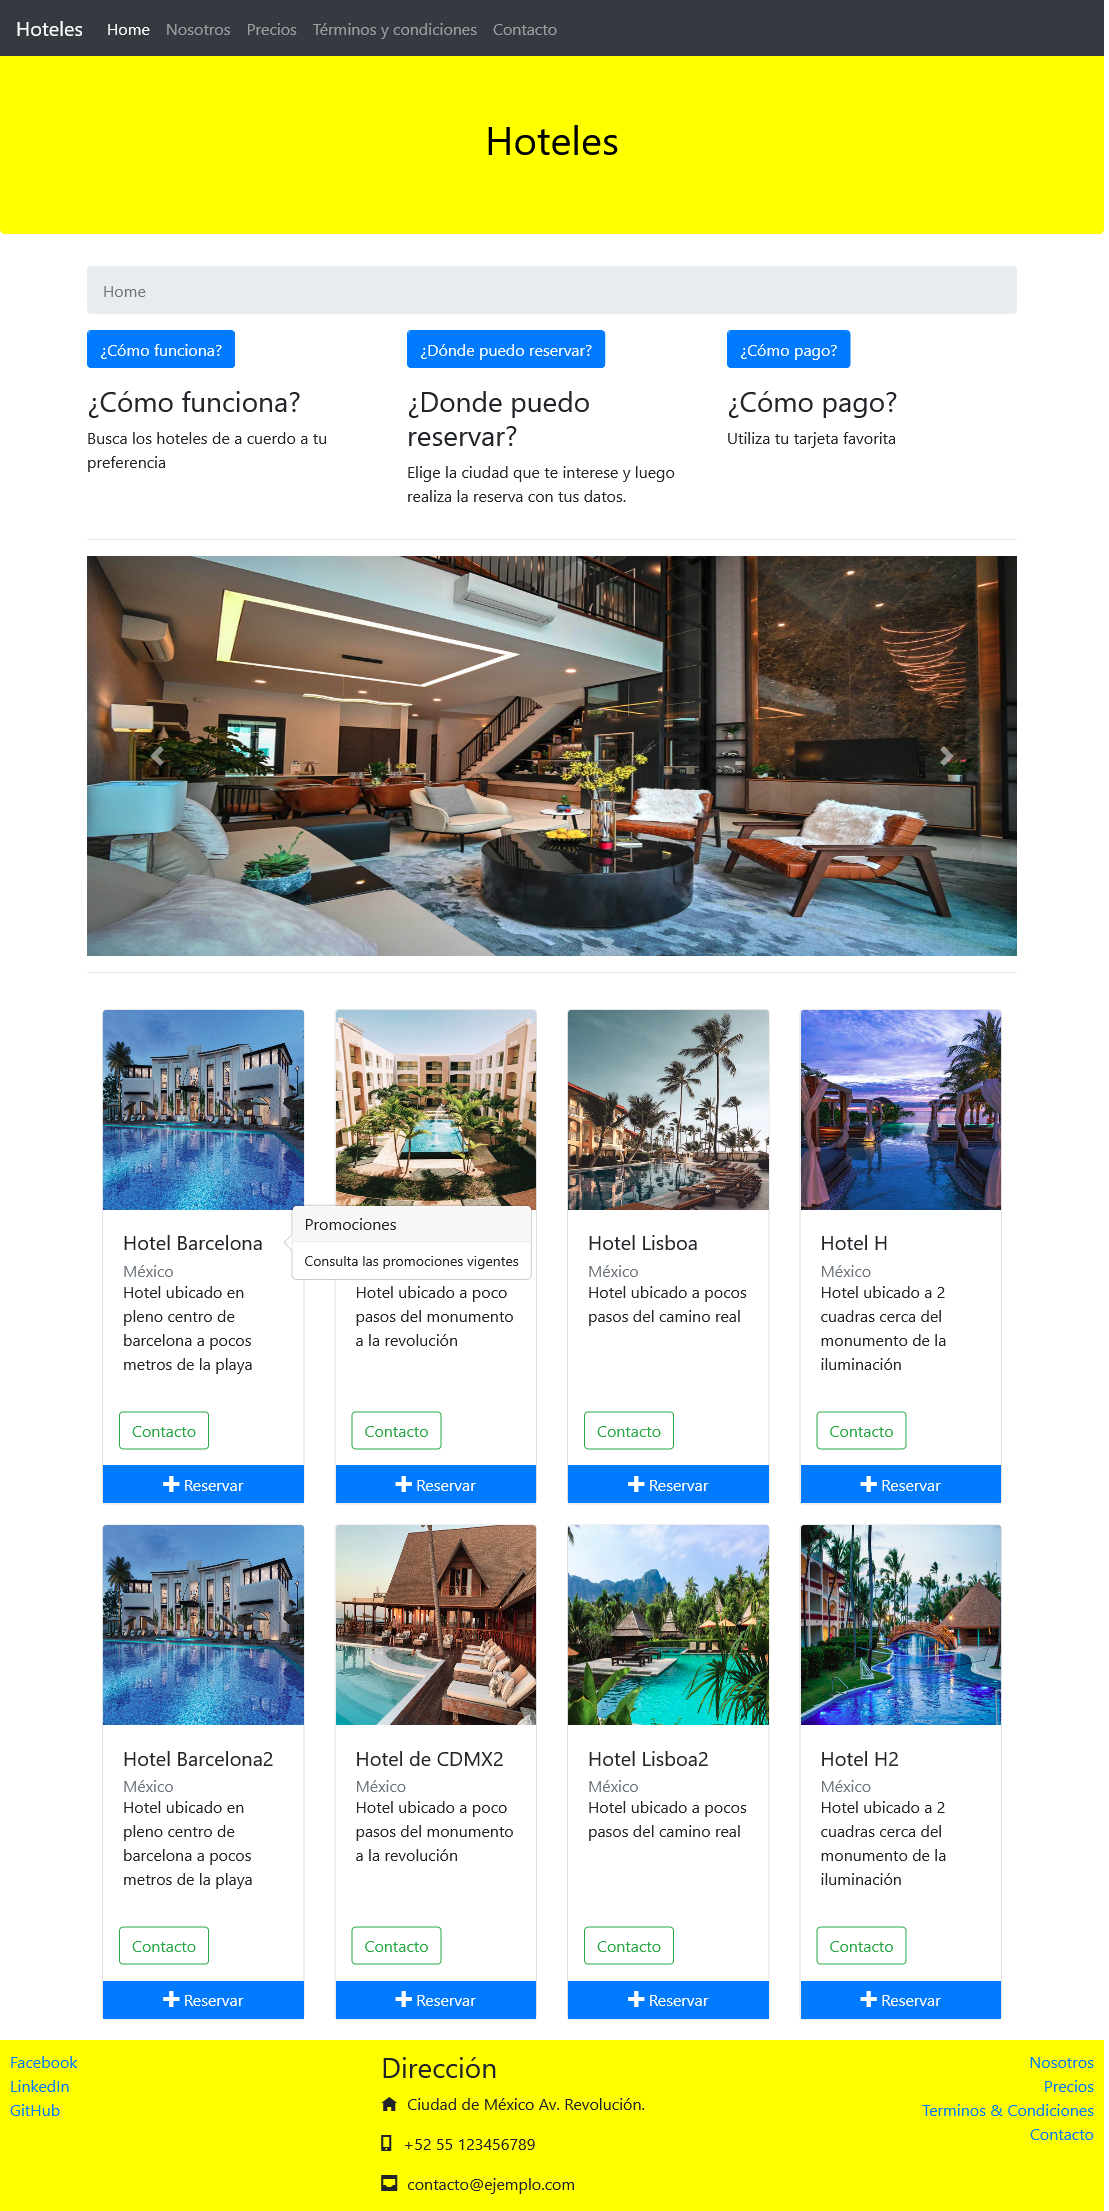 Hoteles Home Nosotros Precios Términos y condiciones Contacto
Hoteles
Home
¿Cómo funciona?
¿Dónde puedo reservar?
¿Cómo pago?
¿Cómo funciona?
Busca los hoteles de a cuerdo a tu
preferencia
¿Donde puedo
reservar?
Elige la ciudad que te interese y luego
realiza la reserva con tus datos.
¿Cómo pago?
Utiliza tu tarjeta favorita
Hotel Barcelona
México
Hotel ubicado en
pleno centro de
barcelona a pocos
metros de la playa
Contacto
Reservar
Promociones
Consulta las promociones vigentes
Hotel ubicado a poco
pasos del monumento
a la revolución
Contacto
Reservar
Hotel Lisboa
México
Hotel ubicado a pocos
pasos del camino real
Contacto
Reservar
Hotel H
México
Hotel ubicado a 2
cuadras cerca del
monumento de la
iluminación
Contacto
Reservar
Hotel Barcelona2
México
Hotel ubicado en
pleno centro de
barcelona a pocos
metros de la playa
Contacto
Reservar
Hotel de CDMX2
México
Hotel ubicado a poco
pasos del monumento
a la revolución
Contacto
Reservar
Hotel Lisboa2
México
Hotel ubicado a pocos
pasos del camino real
Contacto
Reservar
Hotel H2
México
Hotel ubicado a 2
cuadras cerca del
monumento de la
iluminación
Contacto
Reservar
Facebook
LinkedIn
GitHub
Dirección
Ciudad de México Av. Revolución.
+52 55 123456789
contacto@ejemplo.com
Nosotros
Precios
Terminos & Condiciones
Contacto